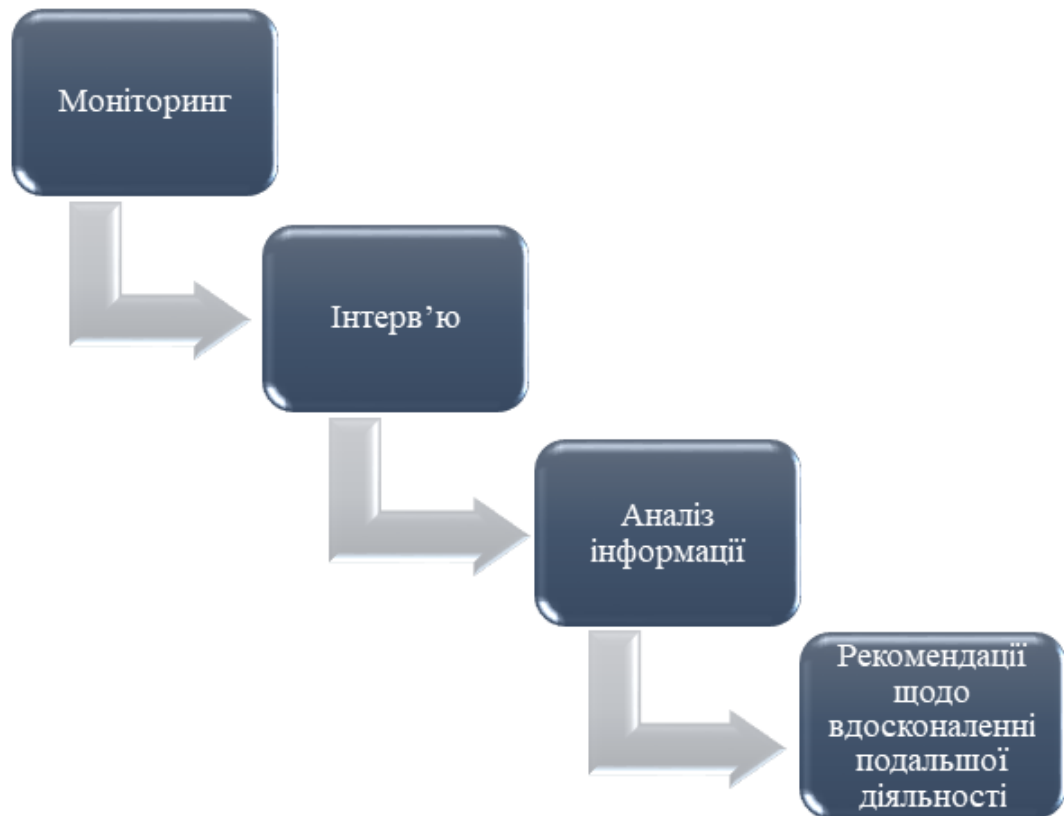 Моніторинг
Інтерв’ю
Аналіз
інформації
Рекомендації
щодо
вдосконаленні
подальшої
діяльності